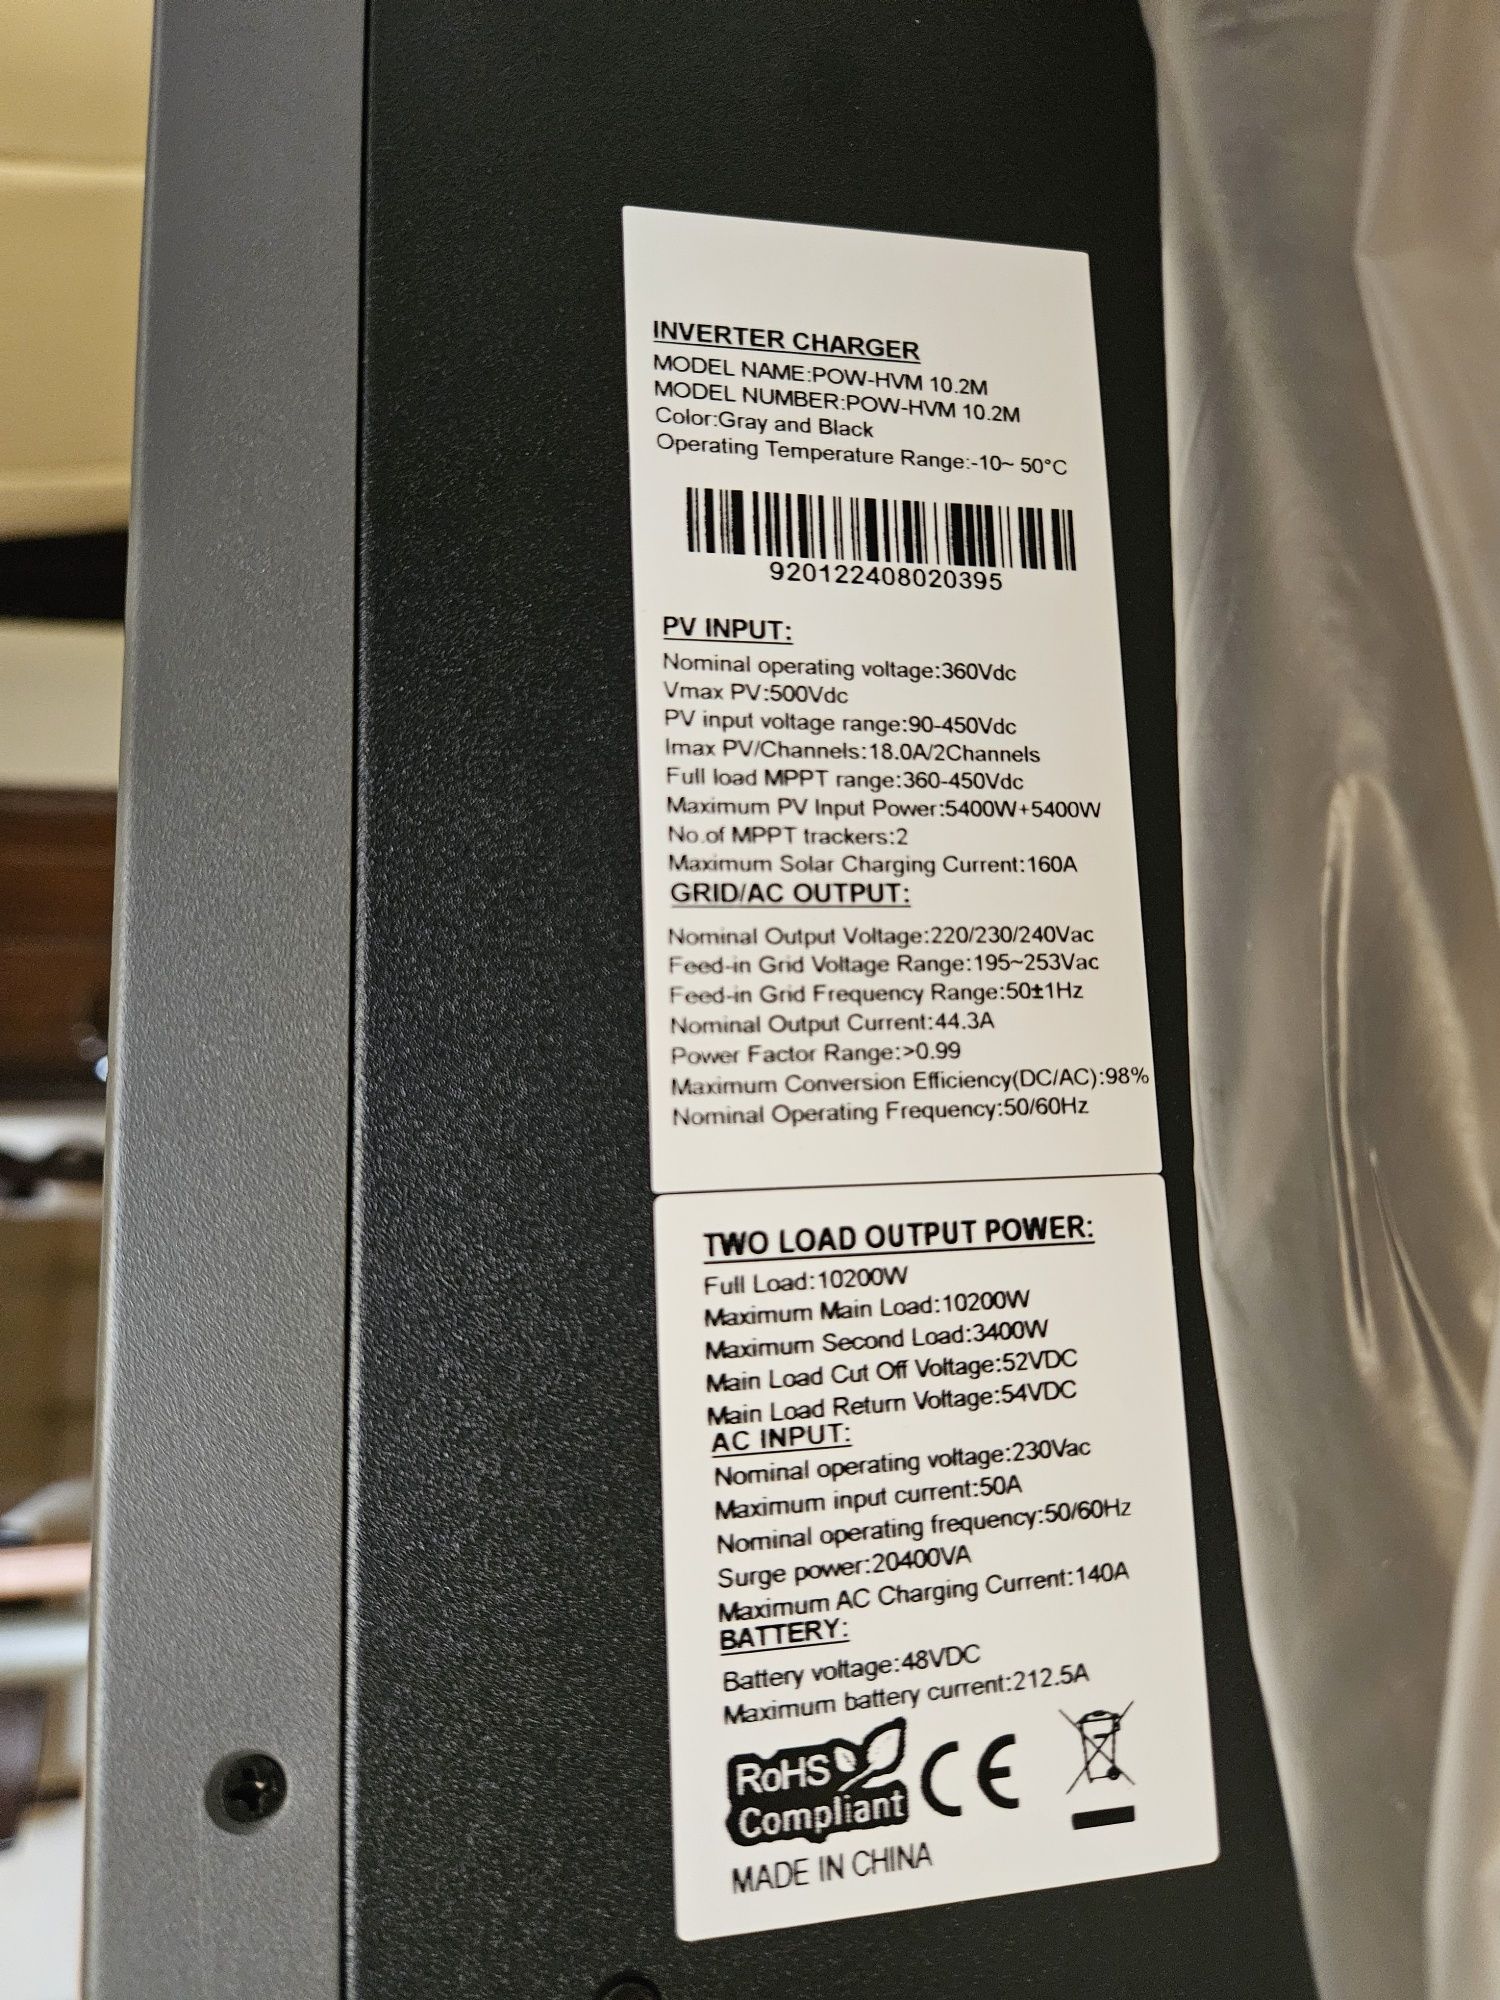 INVERTER CHARGER
MODEL NAME:POW-HVM 10.2M
MODEL NUMBER:POW-HVM 10.2M
Color:Gray and Black
Operating Temperature Range:-10~ 50°C
920122408020395
PV INPUT:
Nominal operating voltage:360Vdc
Vmax PV:500Vdc
PV input voltage range:90-450Vdc
Imax PV/Channels:18.0A/2Channels
Full load MPPT range:360-450Vdc
Maximum PV Input Power:5400W+5400W
No.of MPPT trackers:2
Maximum Solar Charging Current:160A
GRID/AC OUTPUT:
Nominal Output Voltage:220/230/240Vac
Feed-in Grid Voltage Range:195~253Vac
Feed-in Grid Frequency Range:50±1Hz
Nominal Output Current:44.3A
Power Factor Range:>0.99
Maximum Conversion Efficiency(DC/AC):98%
Nominal Operating Frequency:50/60Hz
TWO LOAD OUTPUT POWER:
Full Load:10200W
Maximum Main Load:10200W
Maximum Second Load:3400W
Main Load Cut Off Voltage:52VDC
Main Load Return Voltage:54VDC
AC INPUT:
Nominal operating voltage:230Vac
Maximum input current:50A
Nominal operating frequency:50/60Hz
Surge power:20400VA
Maximum AC Charging Current:140A
BATTERY:
Battery voltage:48VDC
Maximum battery current:212.5A
RoHS
Compliant
CE
MADE IN CHINA